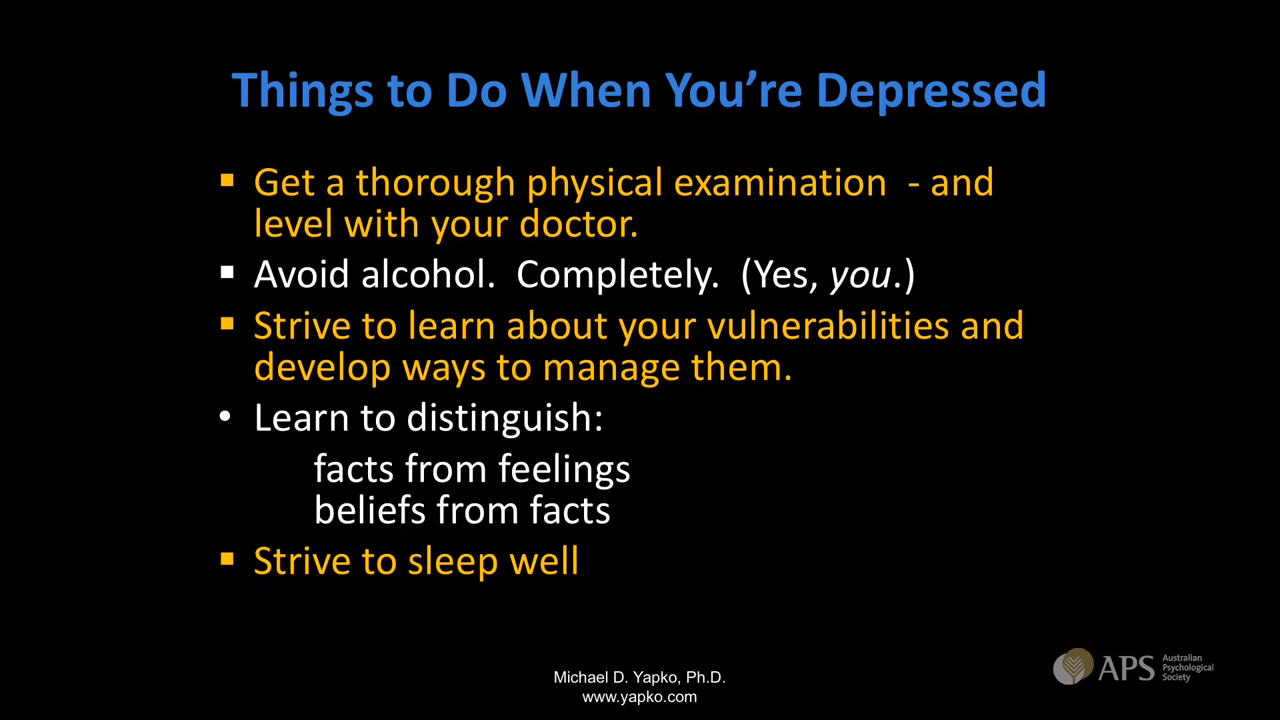 Things to Do When You’re Depressed
▪ Get a thorough physical examination  - and
level with your doctor.
▪ Avoid alcohol.  Completely.  (Yes, you.)
▪ Strive to learn about your vulnerabilities and
develop ways to manage them.
• Learn to distinguish:
facts from feelings
beliefs from facts
▪ Strive to sleep well
Michael D. Yapko, Ph.D.
www.yapko.com
APS
Australian
Psychological
Society